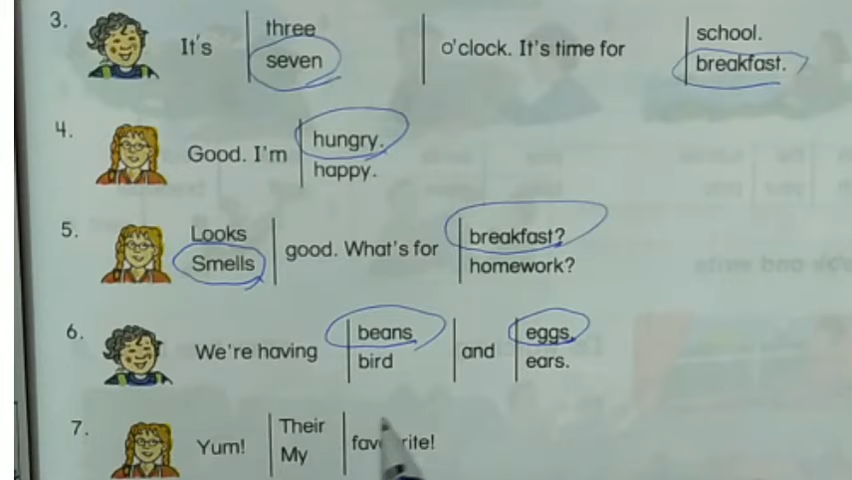 3. It's three o'clock. It's time for school.
seven breakfast.
4. Good. I'm hungry.
happy.
5. Looks good. What's for breakfast?
Smells homework?
6. We're having beans and eggs.
bird ears.
7. Yum! Their
My